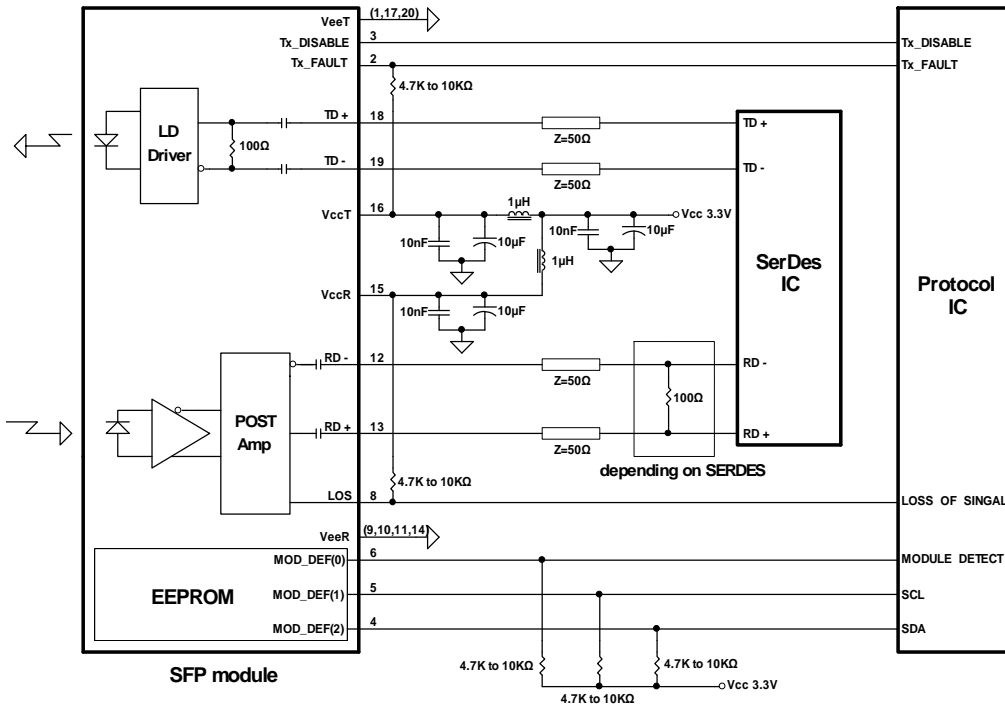 VeeT (1,17,20)
Tx_DISABLE 3 Tx_DISABLE
Tx_FAULT 2 Tx_FAULT
4.7K to 10KΩ
LD
Driver
100Ω
TD + 18 Z=50Ω TD +
TD - 19 Z=50Ω TD -
VccT 16 1µH Vcc 3.3V
10nF 10µF 10nF 10µF
1µH
SerDes
IC
Protocol
IC
VccR 15
10nF 10µF
RD - 12 Z=50Ω RD -
100Ω
POST
Amp
RD + 13 Z=50Ω RD +
depending on SERDES
4.7K to 10KΩ
LOS 8 LOSS OF SINGAL
VeeR (9,10,11,14)
MOD_DEF(0) 6 MODULE DETECT
EEPROM
MOD_DEF(1) 5 SCL
MOD_DEF(2) 4 SDA
SFP module
4.7K to 10KΩ 4.7K to 10KΩ
4.7K to 10KΩ
Vcc 3.3V